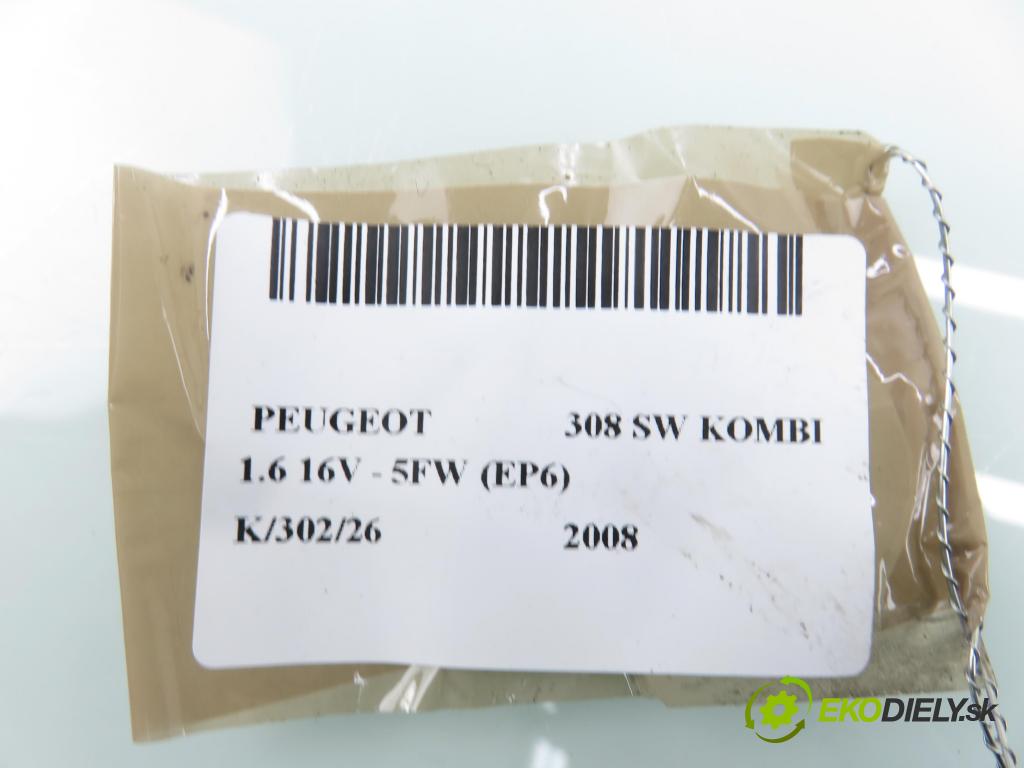 PEUGEOT 308 SW KOMBI
1.6 16V - 5FW (EP6)
K/302/26 2008
EKODIELY.sk